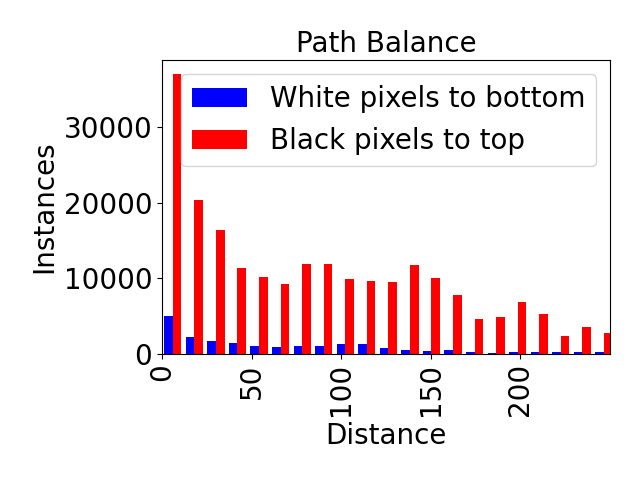 Path Balance
White pixels to bottom
Black pixels to top
Instances
30000
20000
10000
0
0
50
100
150
200
Distance